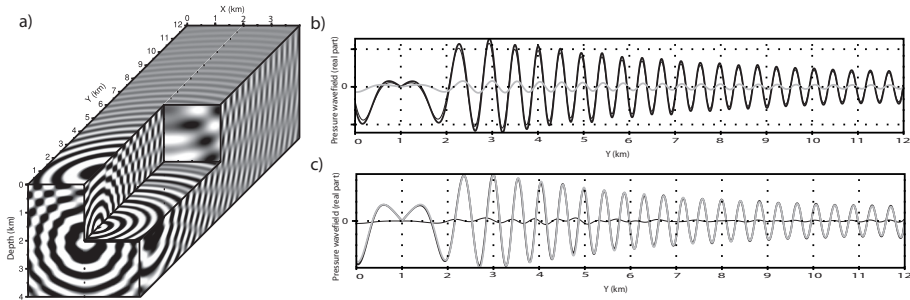 a)
X (km)
0 1 2 3
12
11
10
9
8
7
6
5
4
3
2
1
0
Y (km)
0
1
2
3
4
Depth (km)
b)
Pressure wavefield (real part)
0
0 1 2 3 4 5 6 7 8 9 10 11 12
Y (km)
c)
Pressure wavefield (real part)
0
0 1 2 3 4 5 6 7 8 9 10 11 12
Y (km)